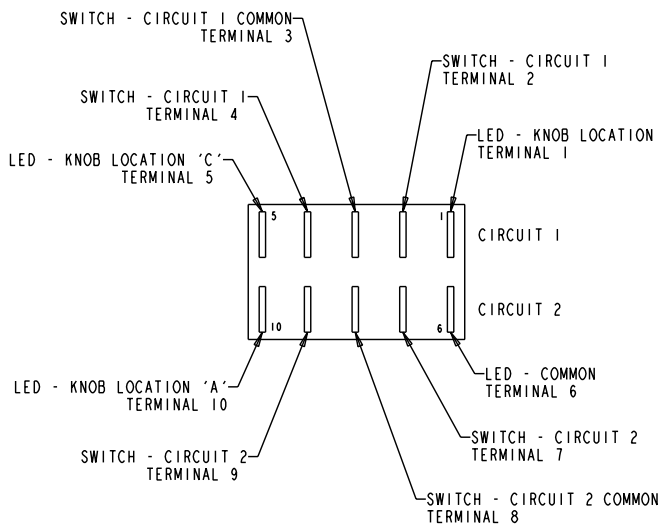 SWITCH - CIRCUIT 1 COMMON
TERMINAL 3
SWITCH - CIRCUIT 1
TERMINAL 2
SWITCH - CIRCUIT 1
TERMINAL 4
LED - KNOB LOCATION
TERMINAL 1
LED - KNOB LOCATION 'C'
TERMINAL 5
5
1
CIRCUIT 1
CIRCUIT 2
10
6
LED - KNOB LOCATION 'A'
TERMINAL 10
LED - COMMON
TERMINAL 6
SWITCH - CIRCUIT 2
TERMINAL 9
SWITCH - CIRCUIT 2
TERMINAL 7
SWITCH - CIRCUIT 2 COMMON
TERMINAL 8